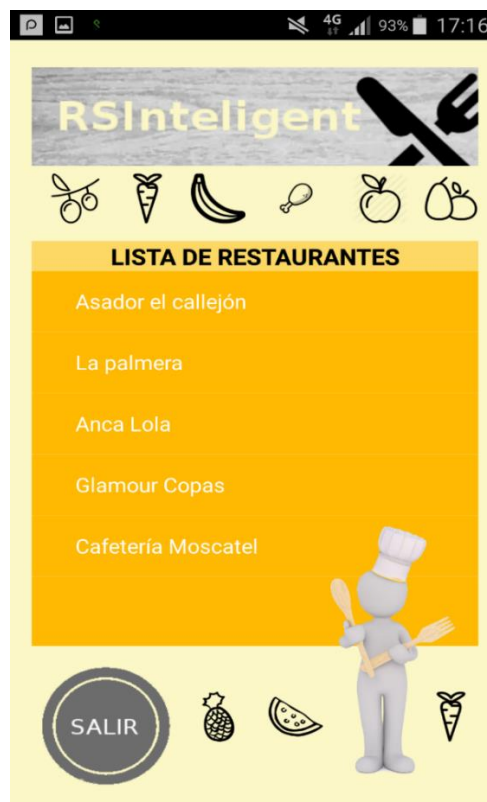 4G 93% 17:16
RSInteligent
LISTA DE RESTAURANTES
Asador el callejón
La palmera
Anca Lola
Glamour Copas
Cafetería Moscatel
SALIR